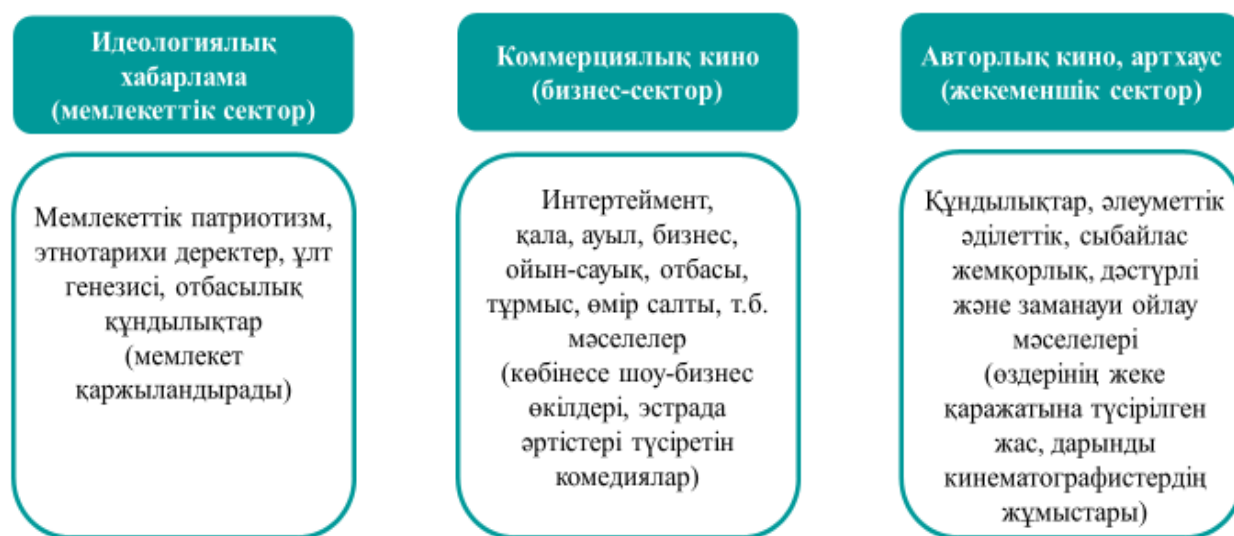 Идеологиялық
хабарлама
(мемлекеттік сектор)
Мемлекеттік патриотизм,
этнотарихи деректер, ұлт
генезисі, отбасылық
құндылықтар
(мемлекет
қаржыландырады)
Коммерциялық кино
(бизнес-сектор)
Интертеймент,
қала, ауыл, бизнес,
ойын-сауық, отбасы,
тұрмыс, өмір салты, т.б.
мәселелер
(көбінесе шоу-бизнес
өкілдері, эстрада
әртістері түсіретін
комедиялар)
Авторлық кино, артхаус
(жекеменшік сектор)
Құндылықтар, әлеуметтік
әділеттік, сыбайлас
жемқорлық, дәстүрлі
және заманауи ойлау
мәселелері
(өздерінің жеке
қаражатына түсірілген
жас, дарынды
кинематографистердің
жұмыстары)